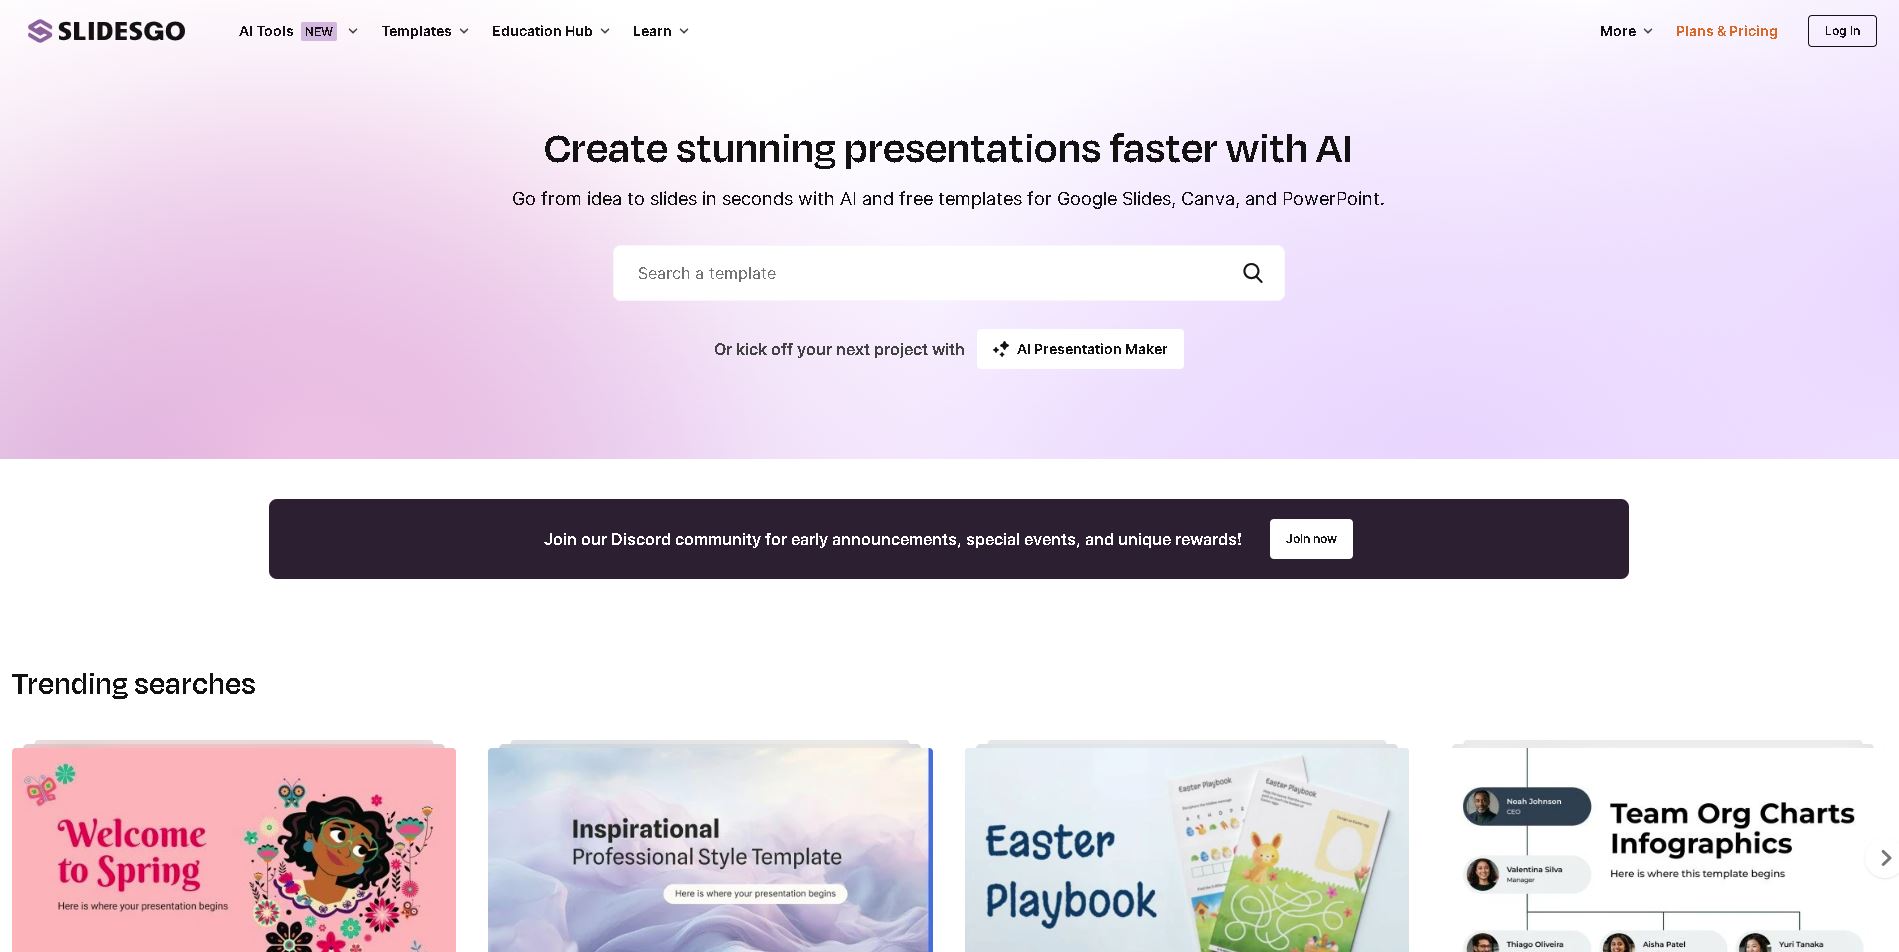 SLIDESGO
AI Tools NEW
Templates
Education Hub
Learn
More
Plans & Pricing
Log in
Create stunning presentations faster with AI
Go from idea to slides in seconds with AI and free templates for Google Slides, Canva, and PowerPoint.
Search a template
Or kick off your next project with
AI Presentation Maker
Join our Discord community for early announcements, special events, and unique rewards!
Join now
Trending searches
Welcome
to Spring
Here is where your presentation begins
Inspirational
Professional Style Template
Here is where your presentation begins
Easter
Playbook
Easter Playbook
Easter Playbook
Noah Johnson
CEO
Valentina Silva
Manager
Team Org Charts
Infographics
Here is where this template begins
Thiago Oliveira
Aisha Patel
Yuri Tanaka